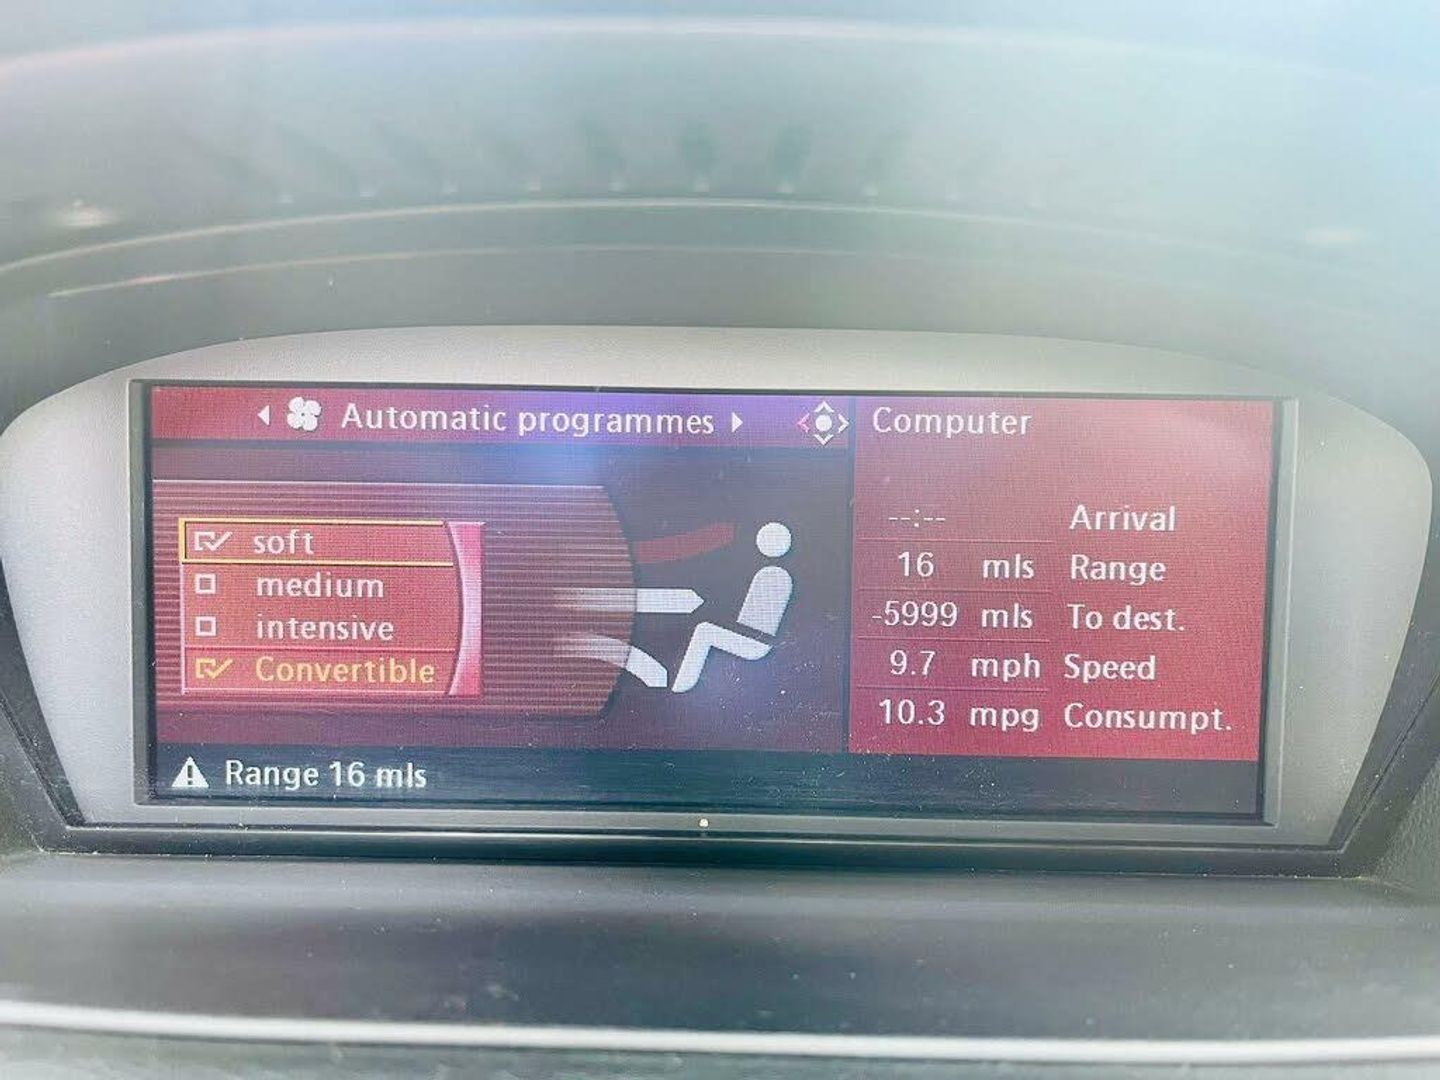 Automatic programmes
soft
medium
intensive
Convertible
Computer
--:-- Arrival
16 mls Range
-5999 mls To dest.
9.7 mph Speed
10.3 mpg Consumpt.
Range 16 mls